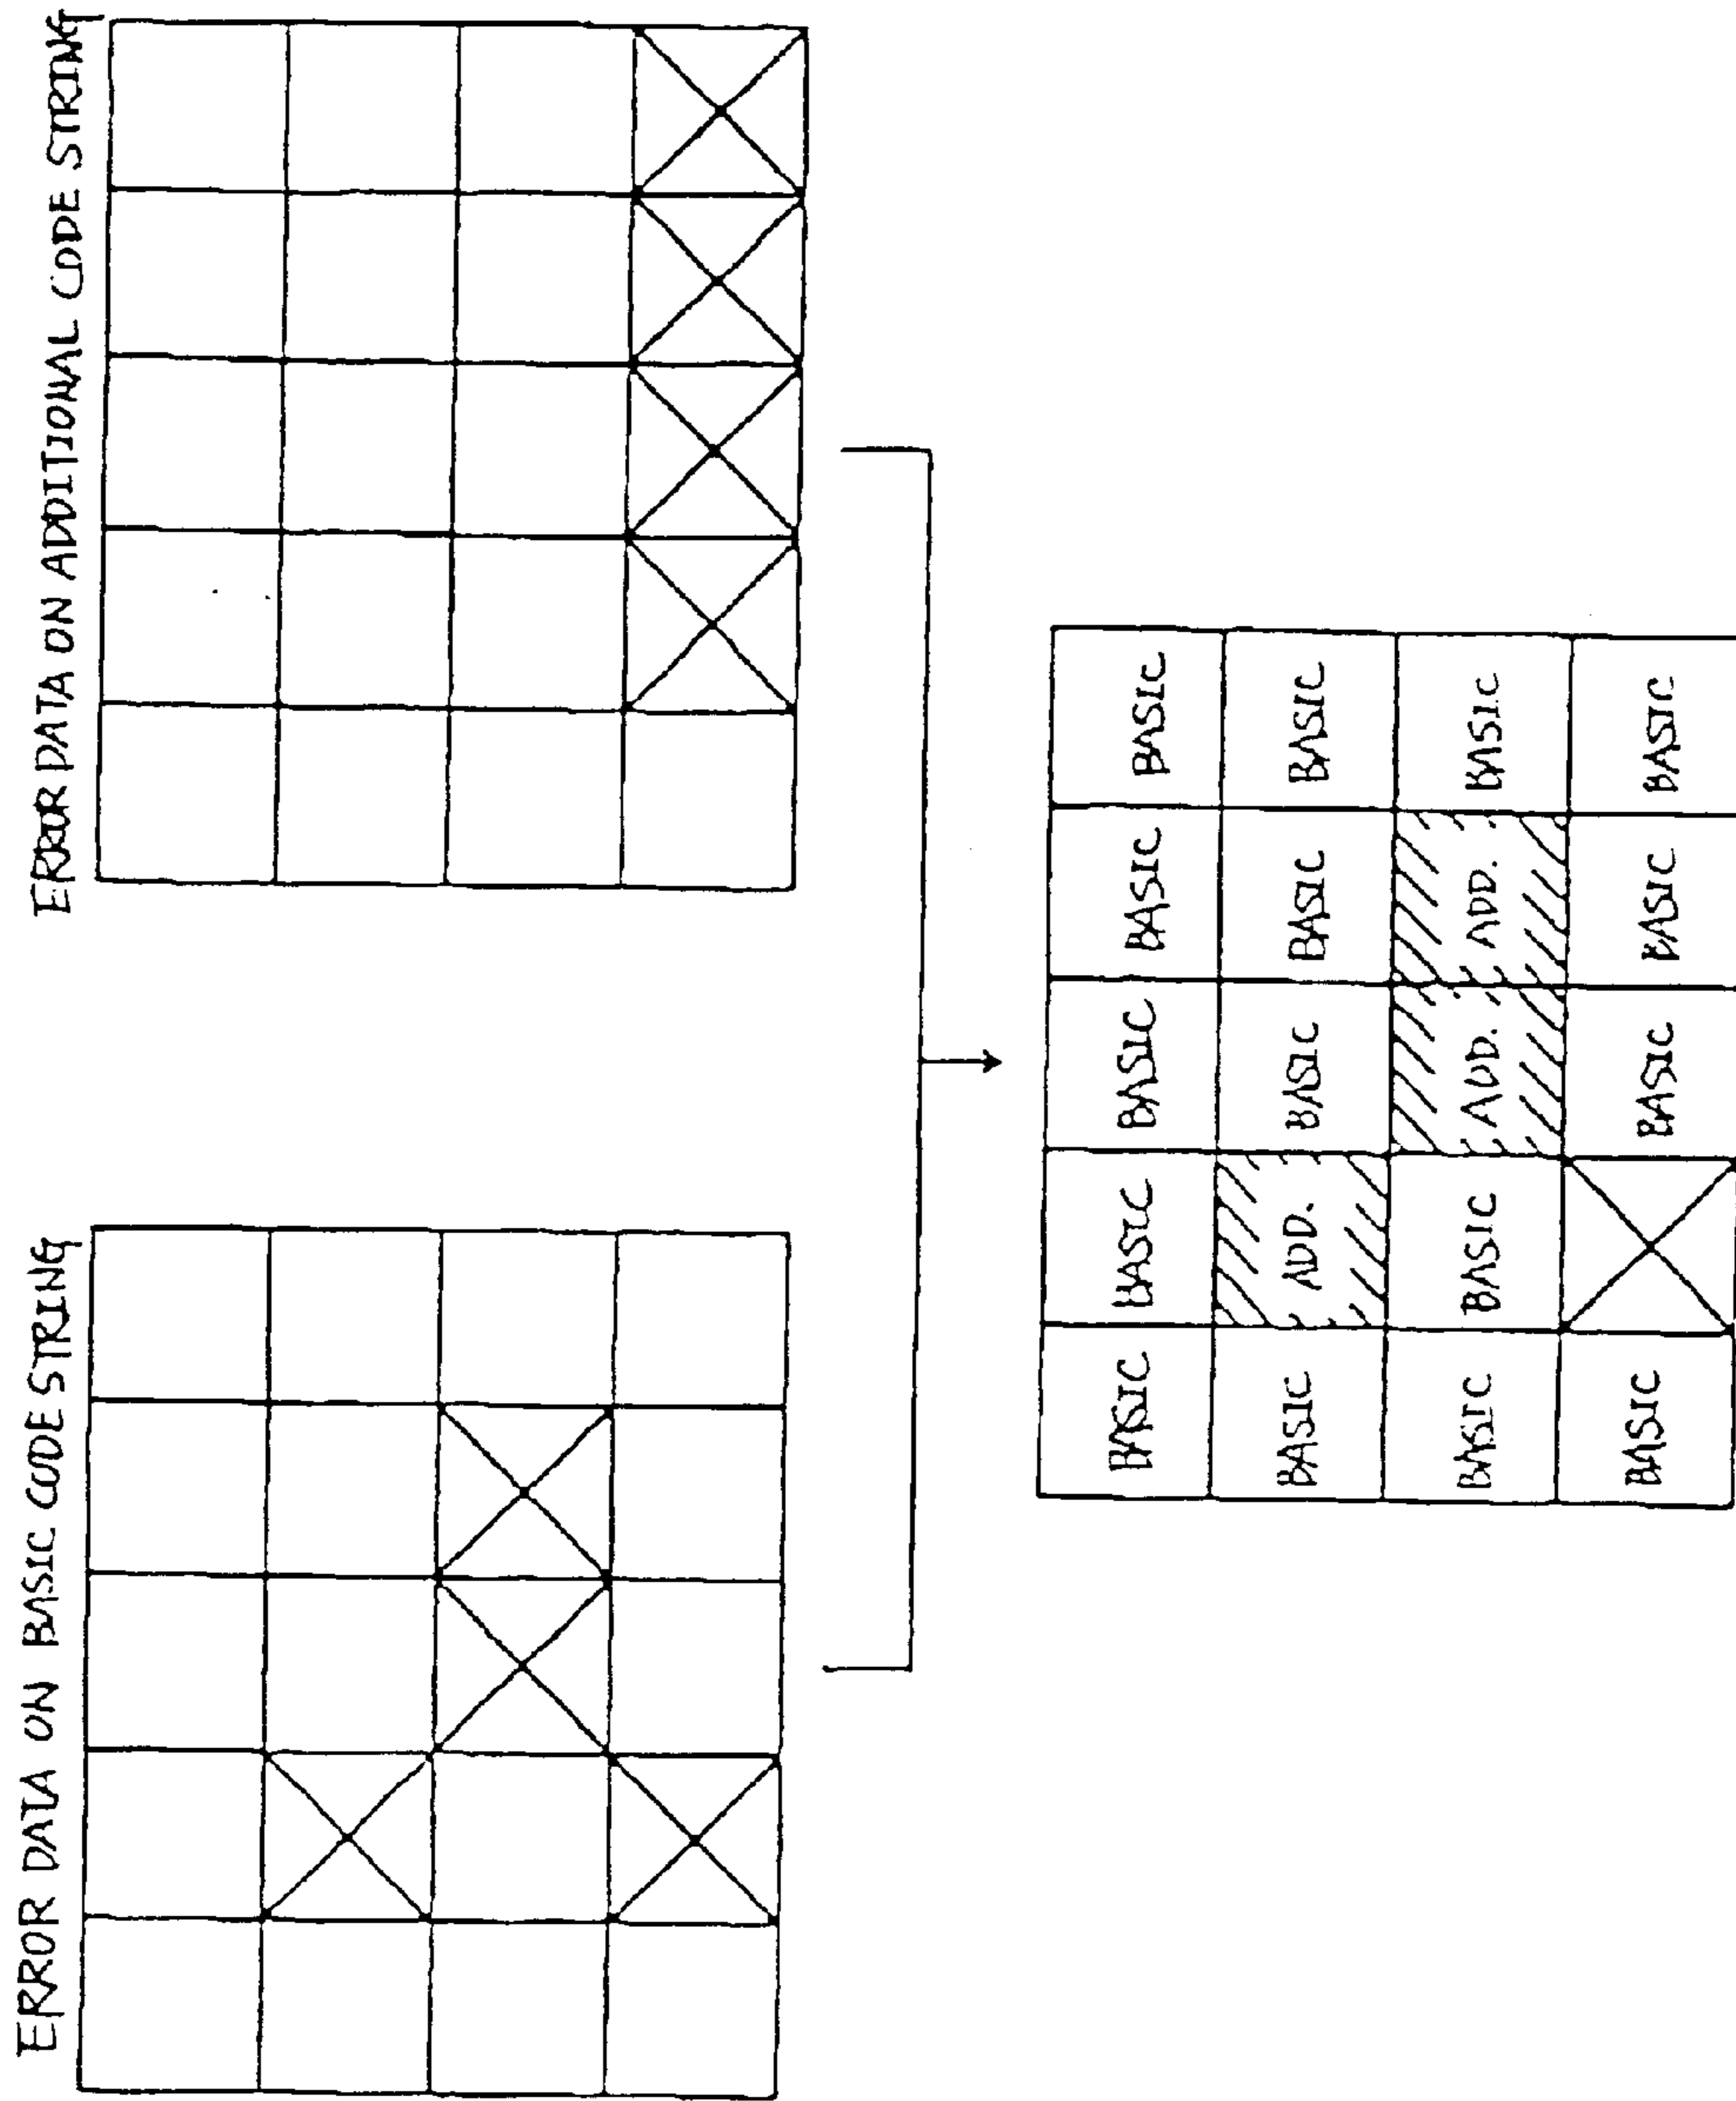 ERROR DATA ON BASIC CODE STRING
ERROR DATA ON ADDITIONAL CODE STRING
BASIC BASIC BASIC BASIC BASIC
BASIC ADD. BASIC BASIC BASIC
BASIC BASIC ADD. ADD. BASIC
BASIC BASIC BASIC BASIC